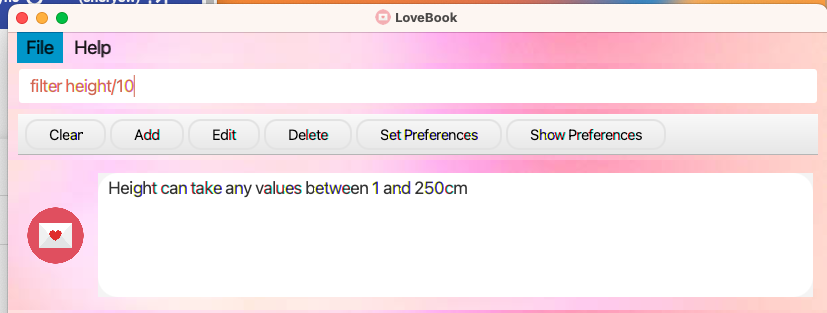 LoveBook
File Help
filter height/10
Clear Add Edit Delete Set Preferences Show Preferences
Height can take any values between 1 and 250cm